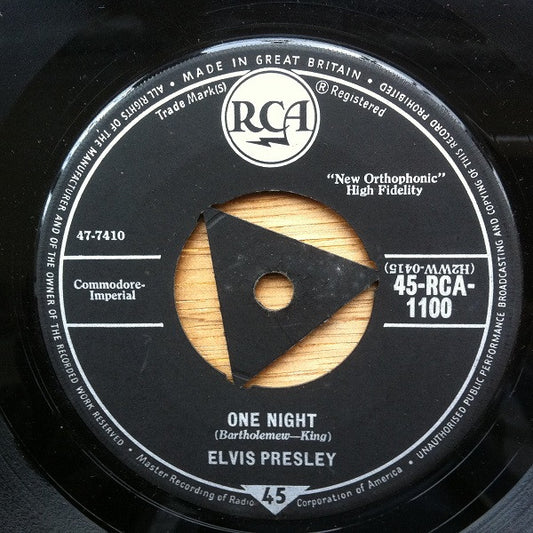 · MADE IN GREAT BRITAIN ·
ALL RIGHTS OF THE MANUFACTURER AND OF THE OWNER OF THE RECORDED WORK RESERVED ·
UNAUTHORISED PUBLIC PERFORMANCE BROADCASTING AND COPYING OF THIS RECORD PROHIBITED
Trade Mark(s)
® Registered
RCA
"New Orthophonic"
High Fidelity
47-7410
(H2WW-0415)
Commodore-
Imperial
45-RCA-
1100
ONE NIGHT
(Bartholemew—King)
ELVIS PRESLEY
Master Recording of Radio
45
Corporation of America ·